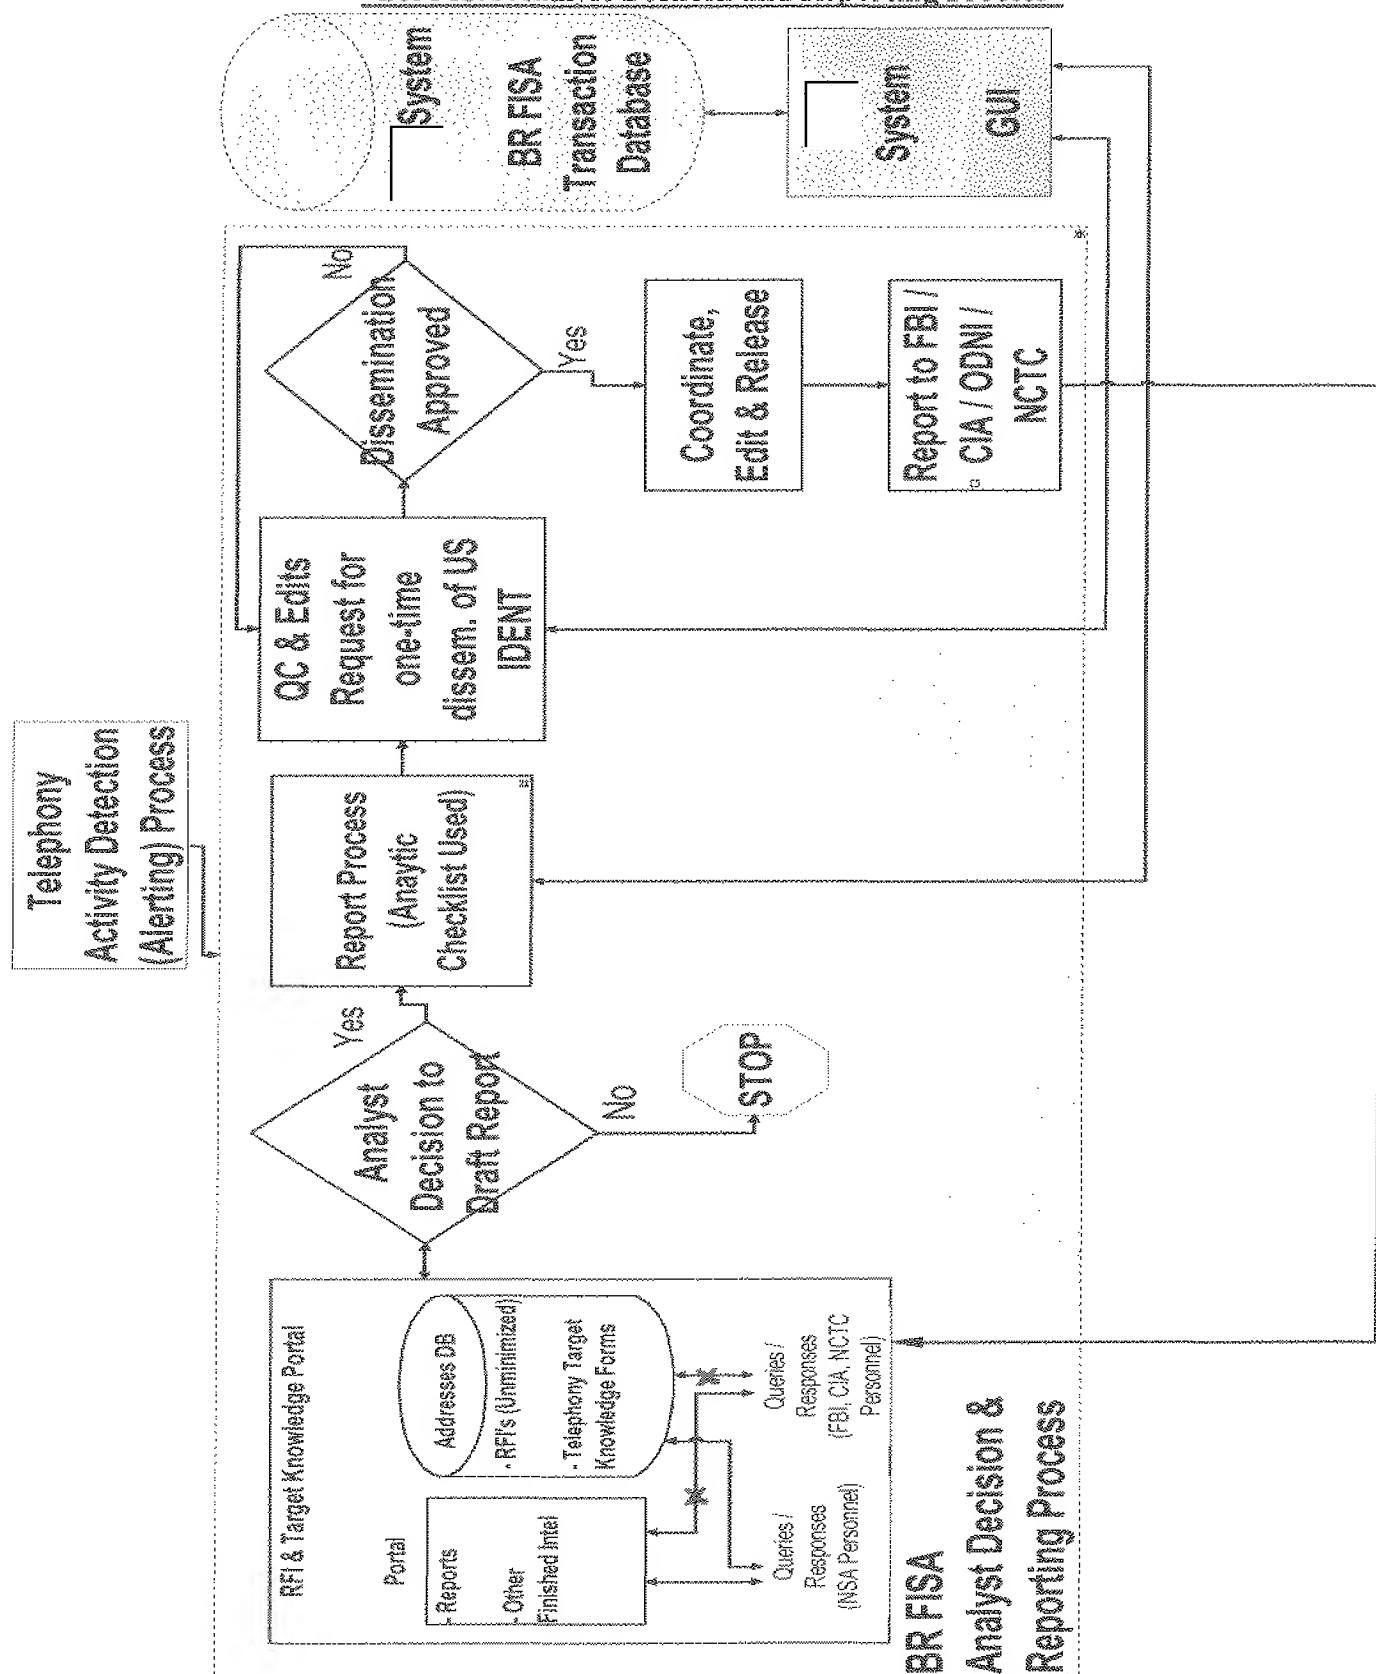 Telephony
Activity Detection
(Alerting) Process
RFI & Target Knowledge Portal
Portal
- Reports
- Other
Finished Intel
Addresses DB
- RFI's (Unminimized)
- Telephony Target
Knowledge Forms
Queries /
Responses
(NSA Personnel)
Queries /
Responses
(FBI, CIA, NCTC
Personnel)
Analyst
Decision to
Draft Report
Yes
No
STOP
Report Process
(Anaytic
Checklist Used)
QC & Edits
Request for
one-time
dissem. of US
IDENT
Dissemination
Approved
No
Yes
Coordinate,
Edit & Release
Report to FBI /
CIA / ODNI /
NCTC
System
BR FISA
Transaction
Database
System
GUI
BR FISA
Analyst Decision &
Reporting Process